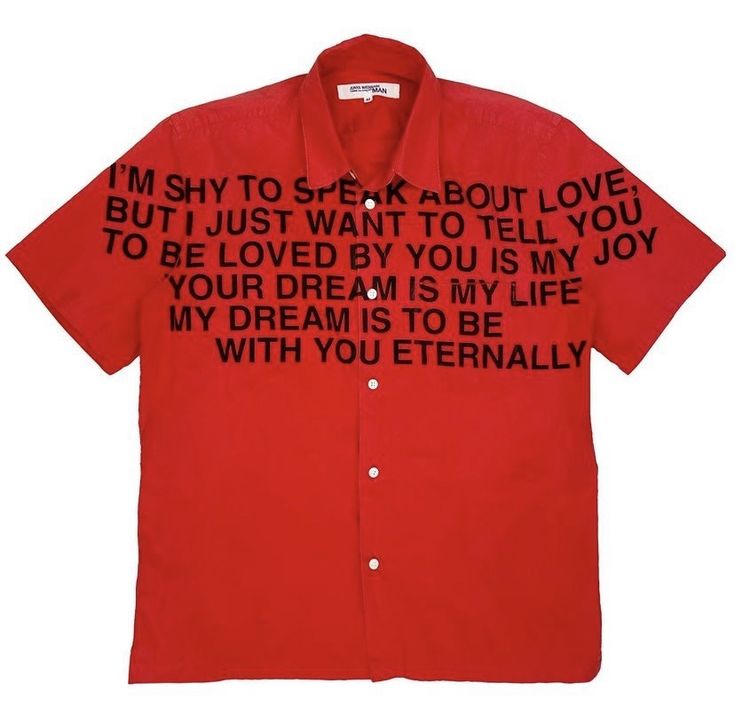 MAN
I'M SHY TO SPEAK ABOUT LOVE,
BUT I JUST WANT TO TELL YOU
TO BE LOVED BY YOU IS MY JOY
YOUR DREAM IS MY LIFE
MY DREAM IS TO BE
WITH YOU ETERNALLY